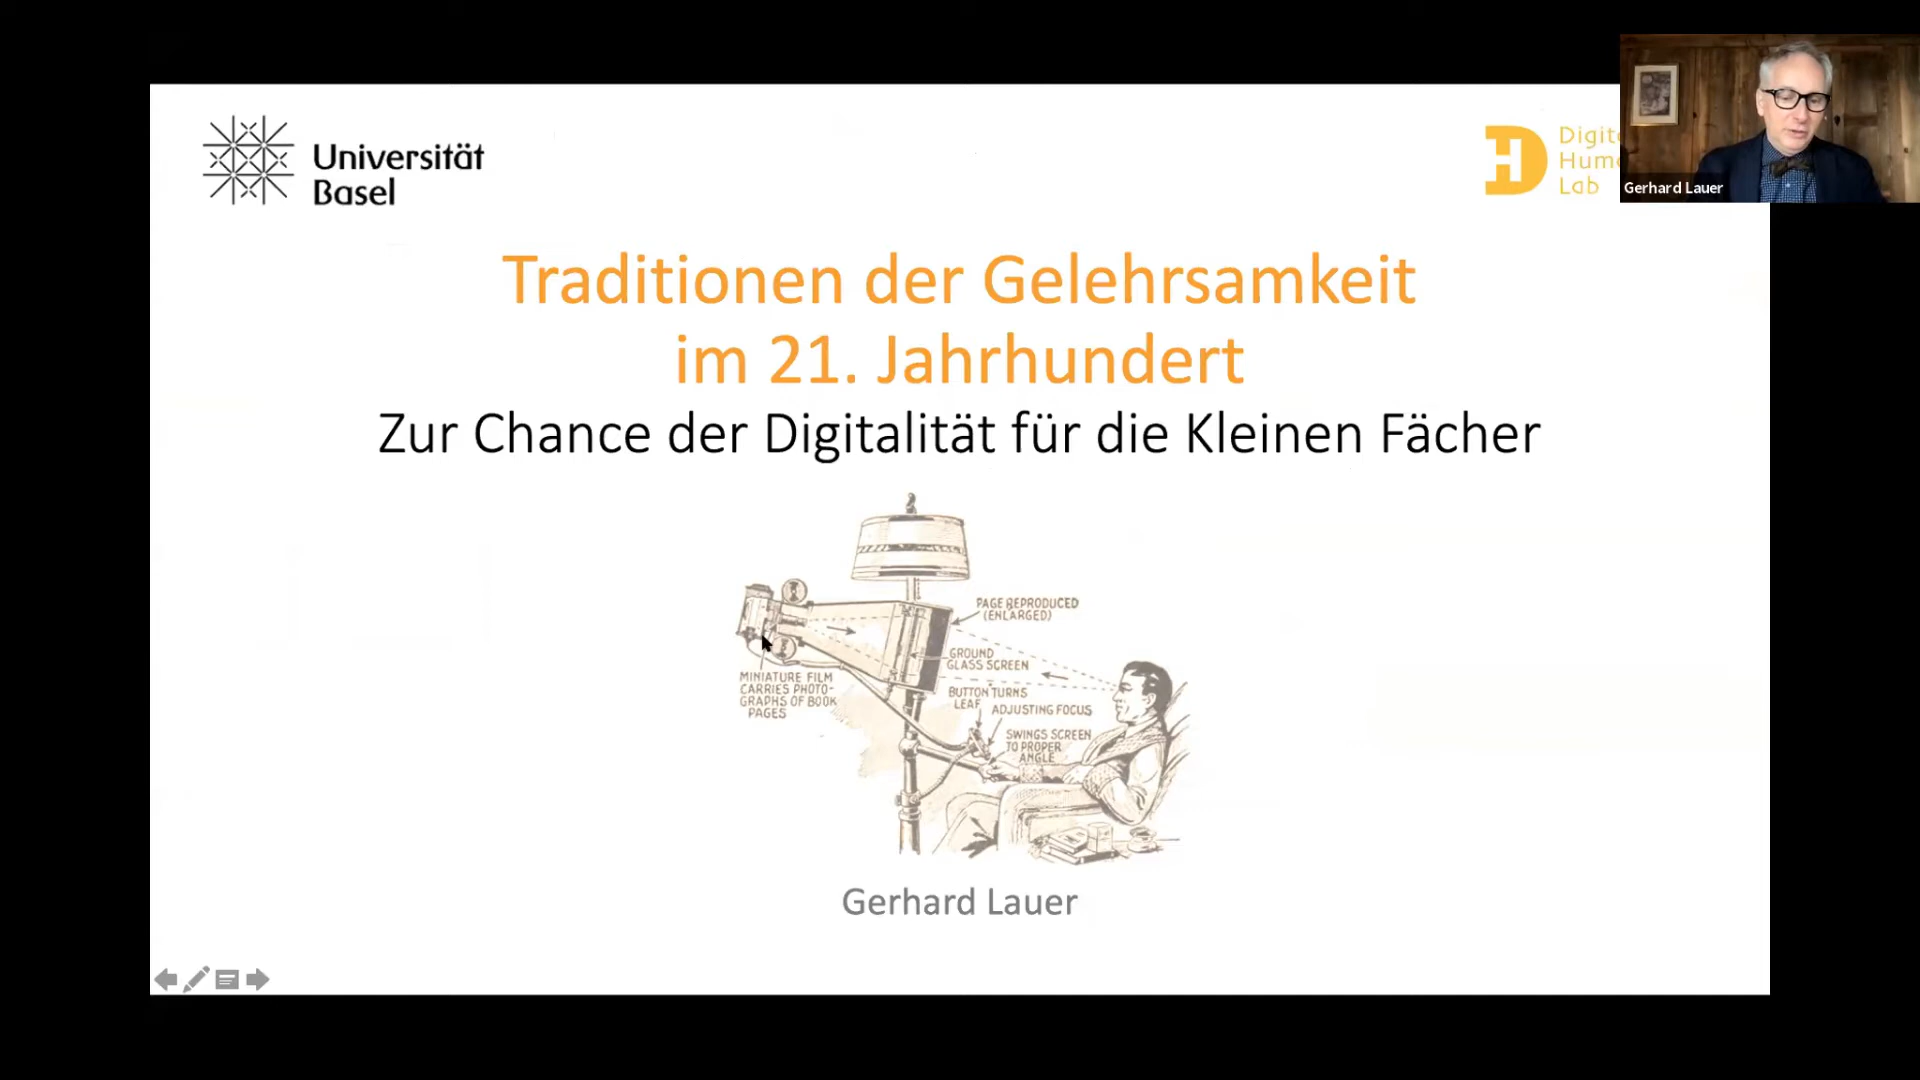 Universität
Basel
Lab
Gerhard Lauer
Traditionen der Gelehrsamkeit
im 21. Jahrhundert
Zur Chance der Digitalität für die Kleinen Fächer
PAGE REPRODUCED
(ENLARGED)
GROUND
GLASS SCREEN
MINIATURE FILM
CARRIES PHOTO-
GRAPHS OF BOOK
PAGES
BUTTON TURNS
LEAF
ADJUSTING FOCUS
SWINGS SCREEN
TO PROPER
ANGLE
Gerhard Lauer